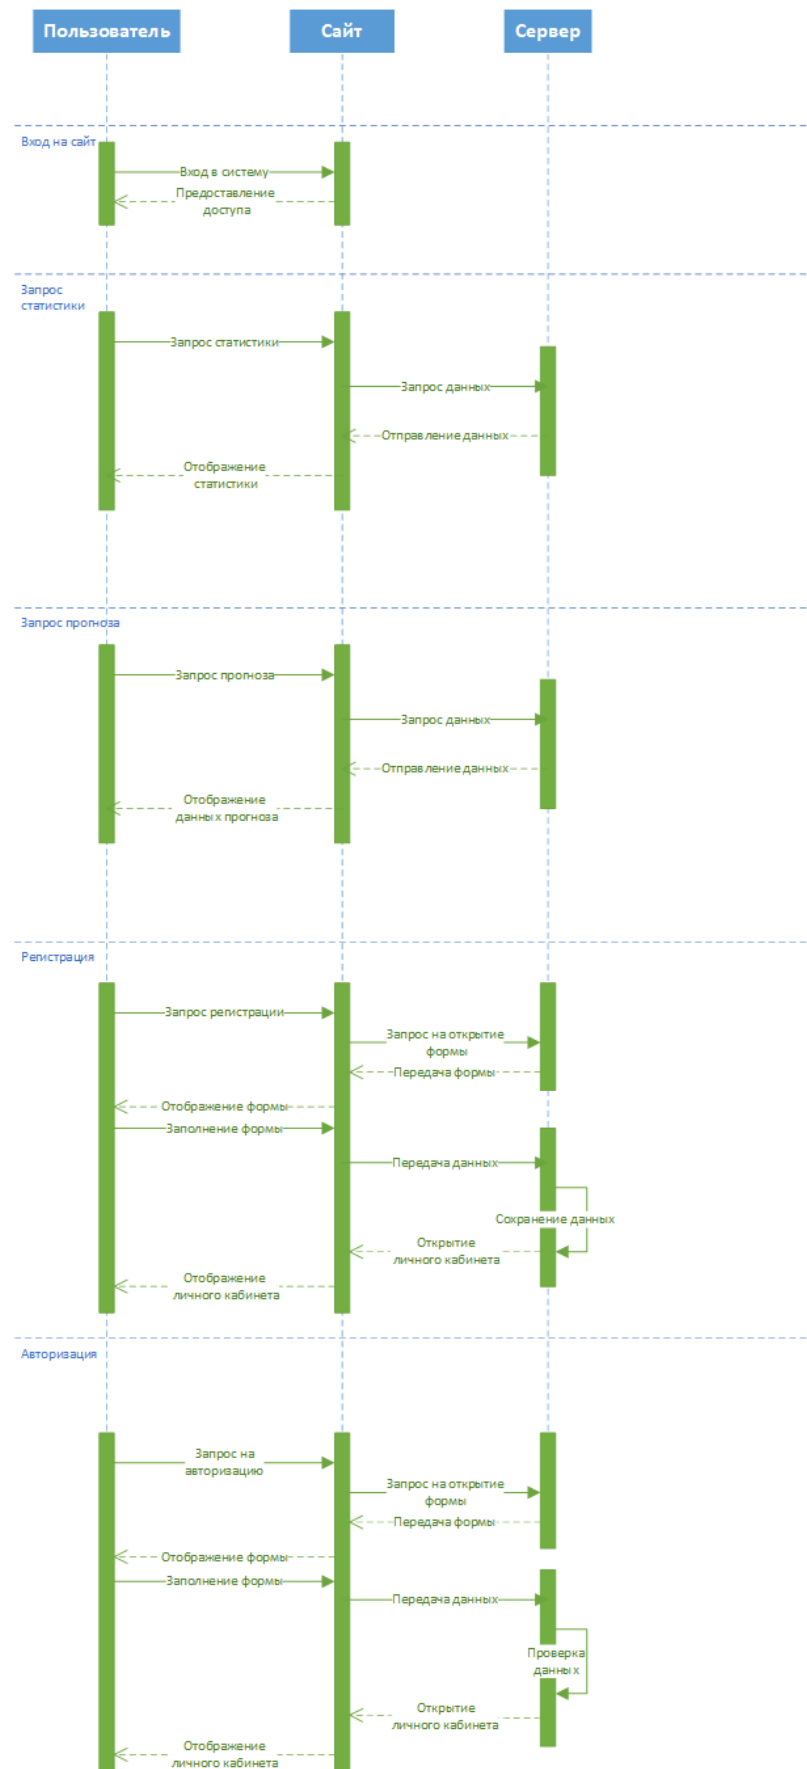 Пользователь
Сайт
Сервер
Вход на сайт
Вход в систему
Предоставление
доступа
Запрос
статистики
Запрос статистики
Запрос данных
Отправление данных
Отображение
статистики
Запрос прогноза
Запрос прогноза
Запрос данных
Отправление данных
Отображение
данных прогноза
Регистрация
Запрос регистрации
Запрос на открытие
формы
Передача формы
Отображение формы
Заполнение формы
Передача данных
Сохранение данных
Открытие
личного кабинета
Отображение
личного кабинета
Авторизация
Запрос на
авторизацию
Запрос на открытие
формы
Передача формы
Отображение формы
Заполнение формы
Передача данных
Проверка
данных
Открытие
личного кабинета
Отображение
личного кабинета